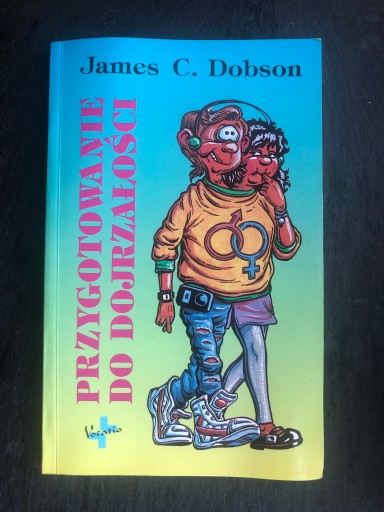 James C. Dobson
PRZYGOTOWANIE
DO DOJRZAŁOŚCI
Vocatio